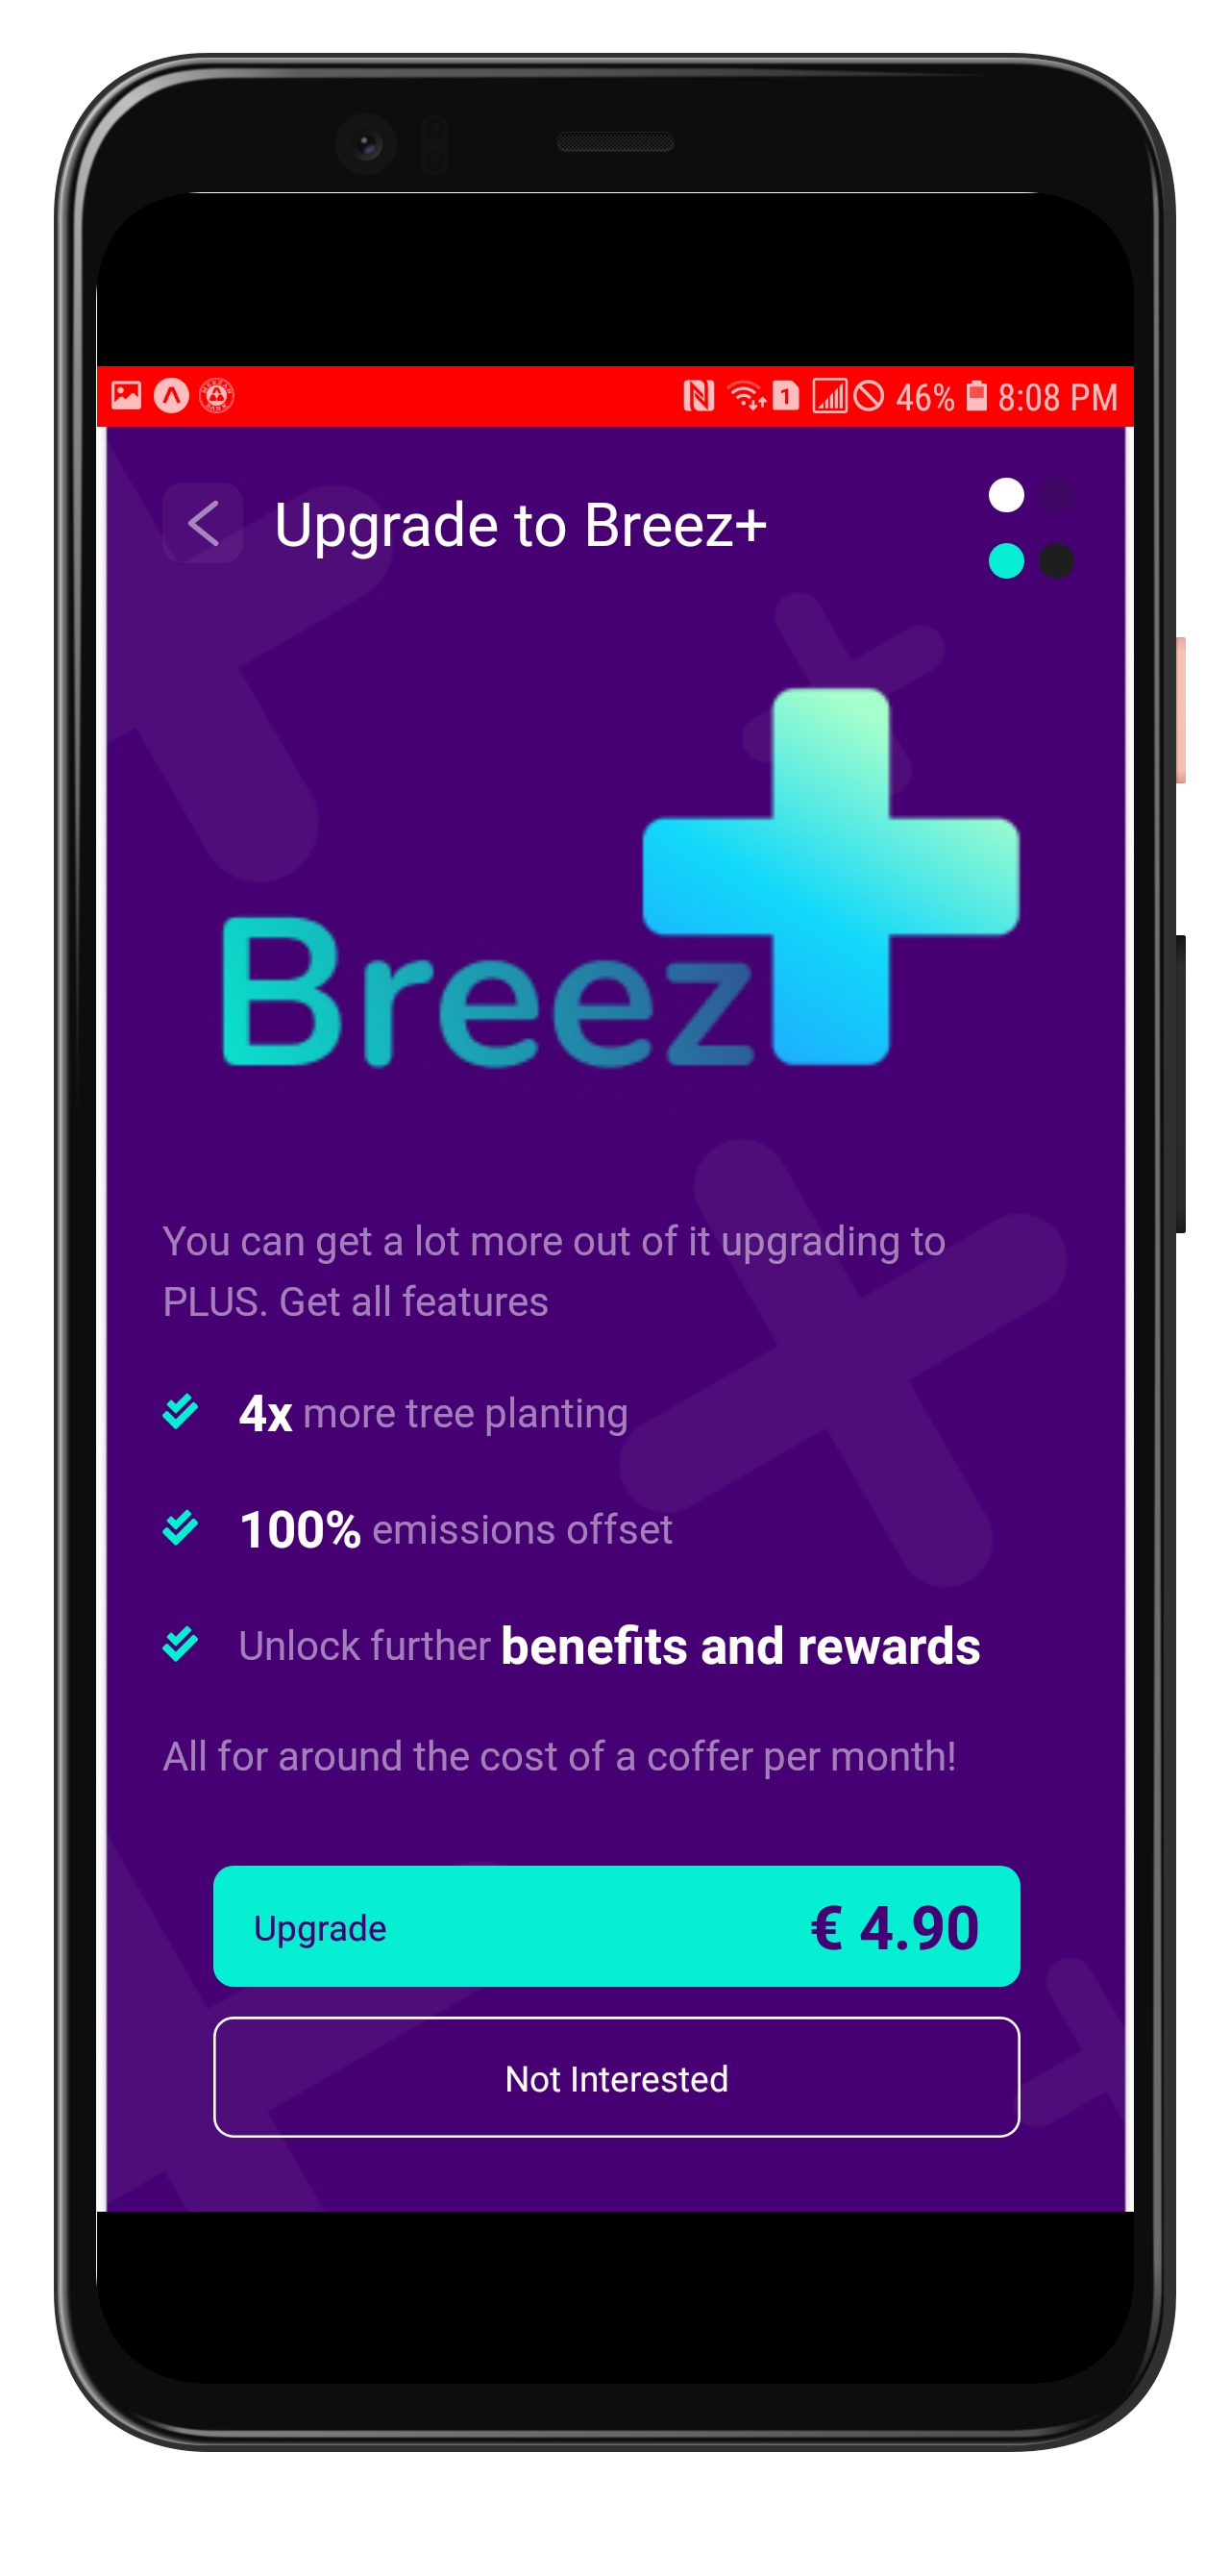 1 46% 8:08 PM
Upgrade to Breez+
Breez
You can get a lot more out of it upgrading to
PLUS. Get all features
4x more tree planting
100% emissions offset
Unlock further benefits and rewards
All for around the cost of a coffer per month!
Upgrade € 4.90
Not Interested